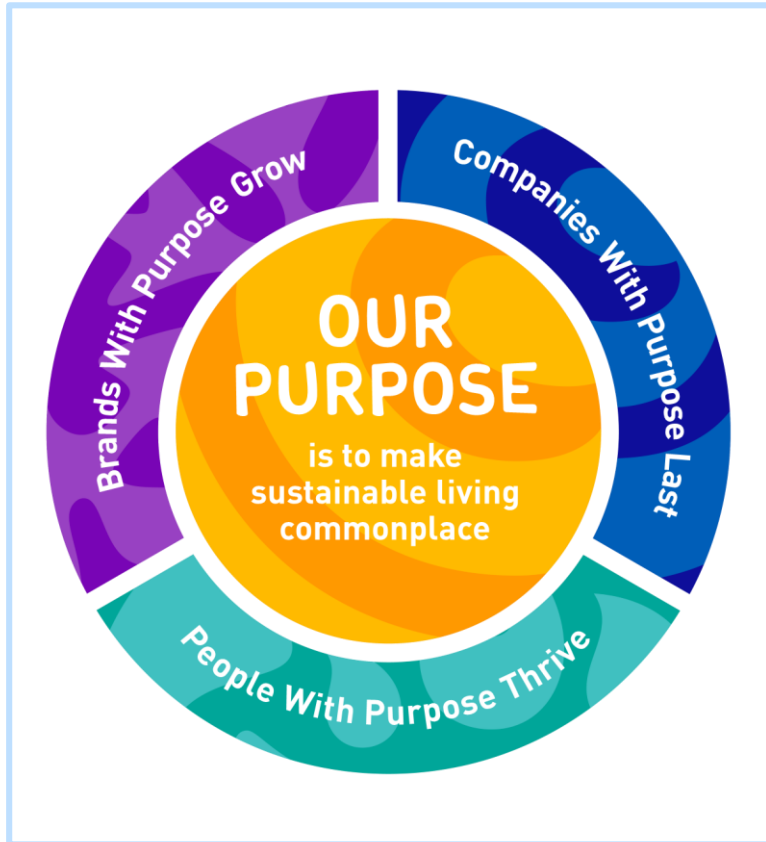 Brands With Purpose Grow
Companies With Purpose Last
OUR
PURPOSE
is to make
sustainable living
commonplace
People With Purpose Thrive